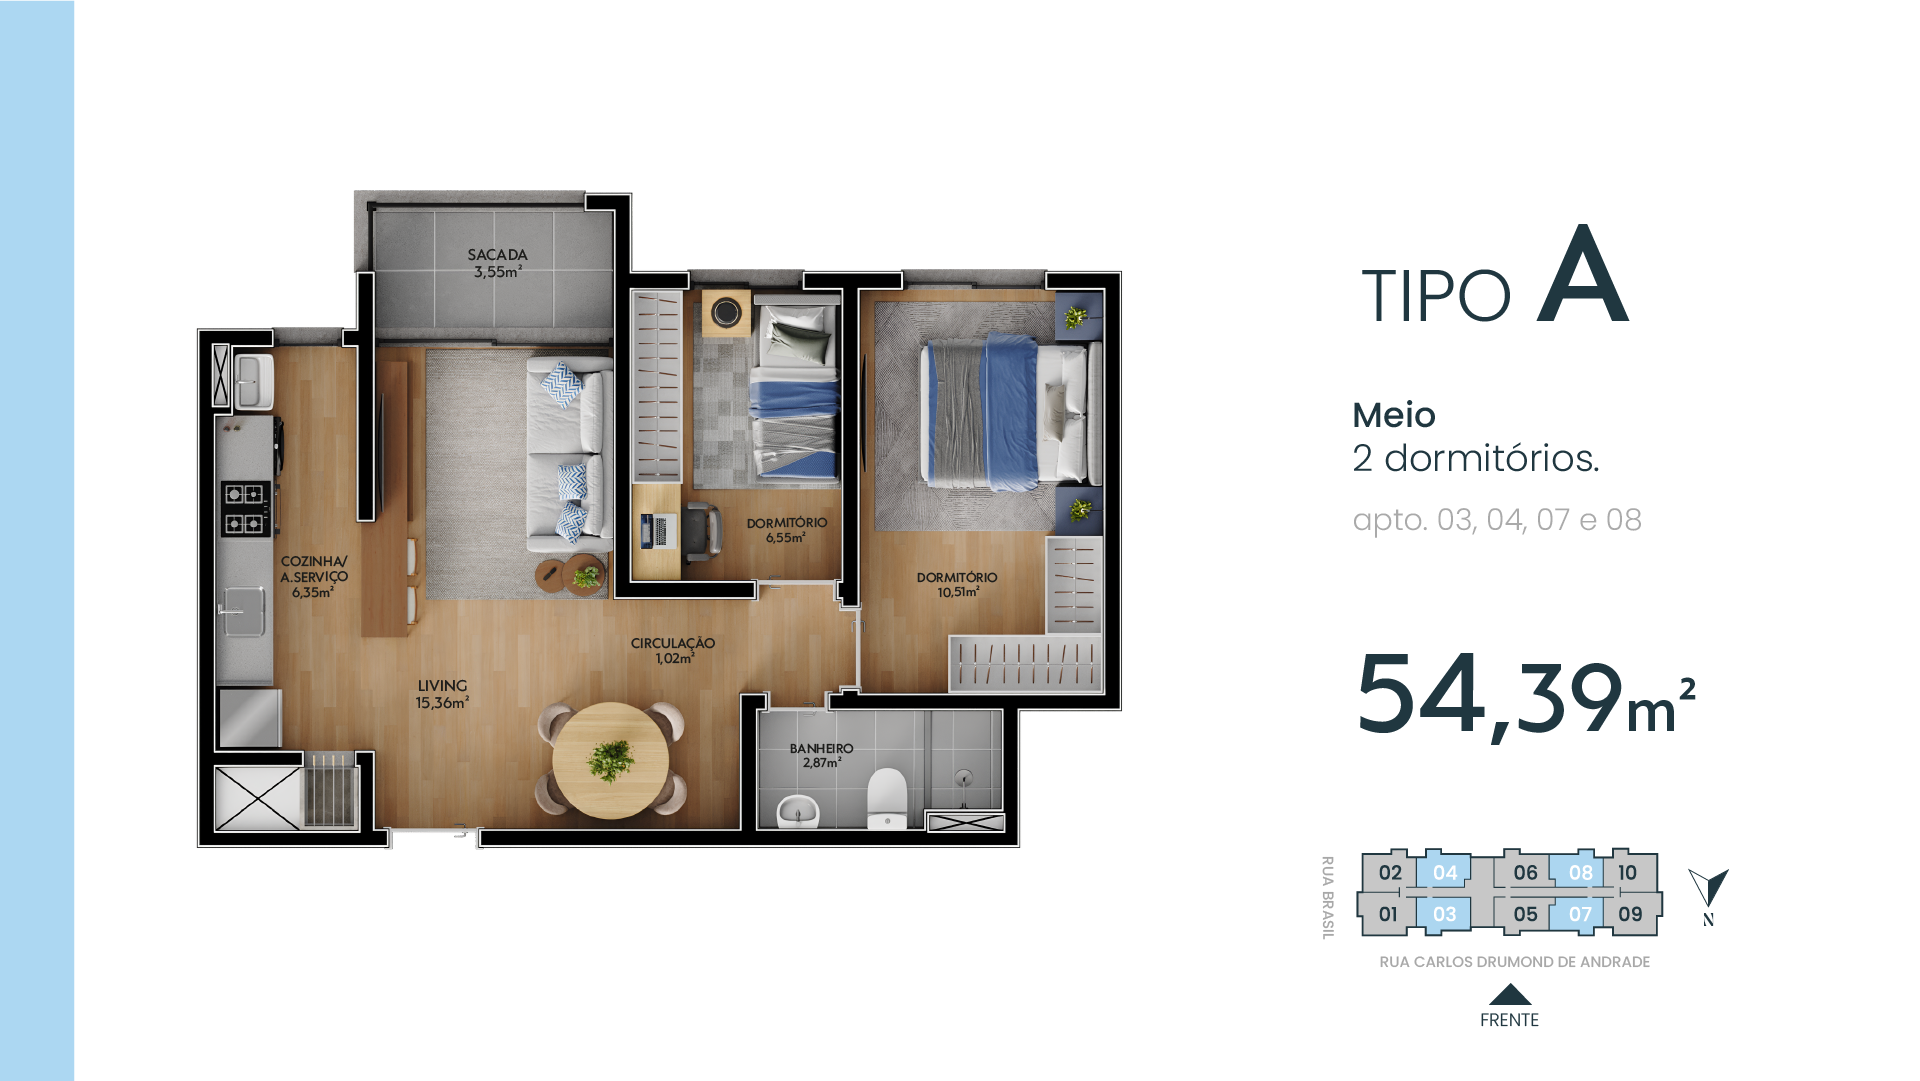 SACADA
3,55m²
DORMITÓRIO
6,55m²
COZINHA/
A.SERVIÇO
6,35m²
DORMITÓRIO
10,51m²
CIRCULAÇÃO
1,02m²
LIVING
15,36m²
BANHEIRO
2,87m²
TIPO A
Meio
2 dormitórios.
apto. 03, 04, 07 e 08
54,39m²
RUA BRASIL
02 04 06 08 10
01 03 05 07 09
N
RUA CARLOS DRUMOND DE ANDRADE
FRENTE